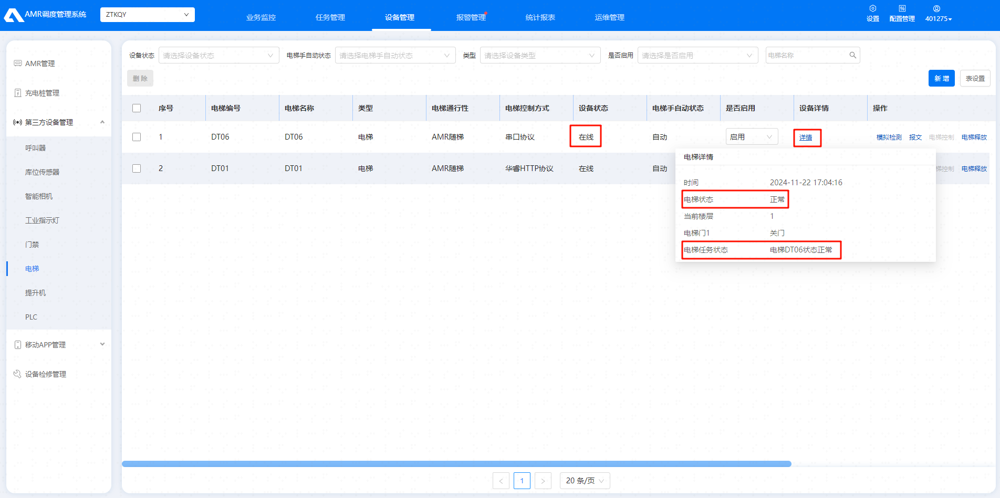 AMR调度管理系统
ZTKQY
业务监控
任务管理
设备管理
报警管理
统计报表
运维管理
设置
配置管理
401275
AMR管理
充电桩管理
第三方设备管理
呼叫器
库位传感器
智能相机
工业指示灯
门禁
电梯
提升机
PLC
移动APP管理
设备检修管理
设备状态 请选择设备状态
电梯手自动状态 请选择电梯手自动状态
类型 请选择设备类型
是否启用 请选择是否启用
电梯名称
删 除
新 增
表设置
序号 电梯编号 电梯名称 类型 电梯通行性 电梯控制方式 设备状态 电梯手自动状态 是否启用 设备详情 操作
1 DT06 DT06 电梯 AMR随梯 串口协议 在线 自动 启用 详情 模拟检测 报文 电梯控制 电梯释放
2 DT01 DT01 电梯 AMR随梯 华睿HTTP协议 在线 自动 梯控制 电梯释放
电梯详情
时间 2024-11-22 17:04:16
电梯状态 正常
当前楼层 1
电梯门1 关门
电梯任务状态 电梯DT06状态正常
< 1 > 20 条/页